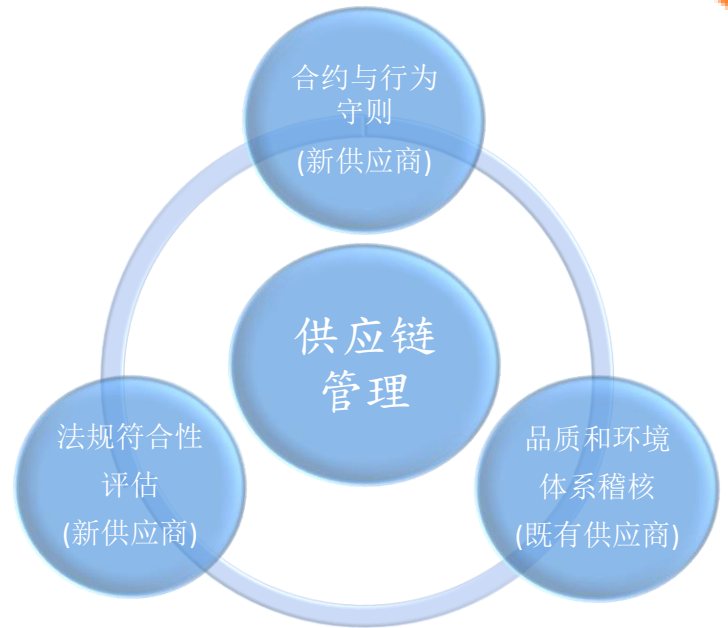 合约与行为
守则
(新供应商)
供应链
管理
法规符合性
评估
(新供应商)
品质和环境
体系稽核
(既有供应商)